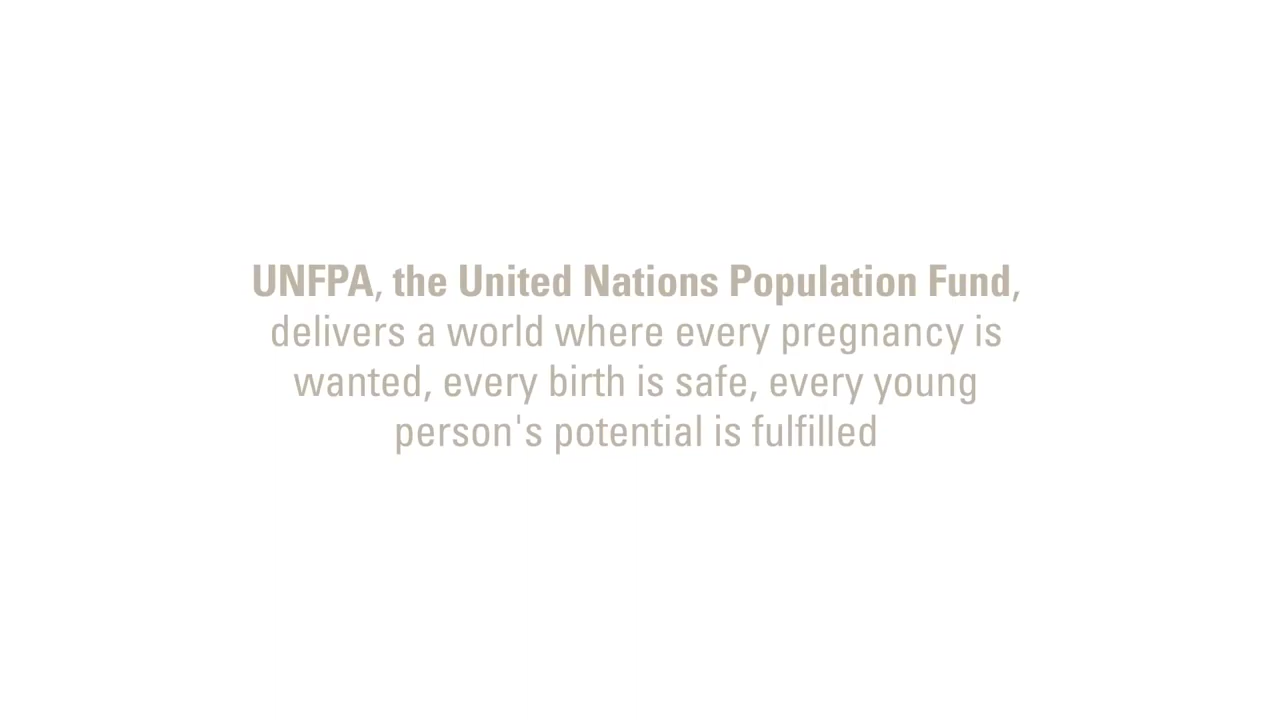 UNFPA, the United Nations Population Fund,
delivers a world where every pregnancy is
wanted, every birth is safe, every young
person's potential is fulfilled